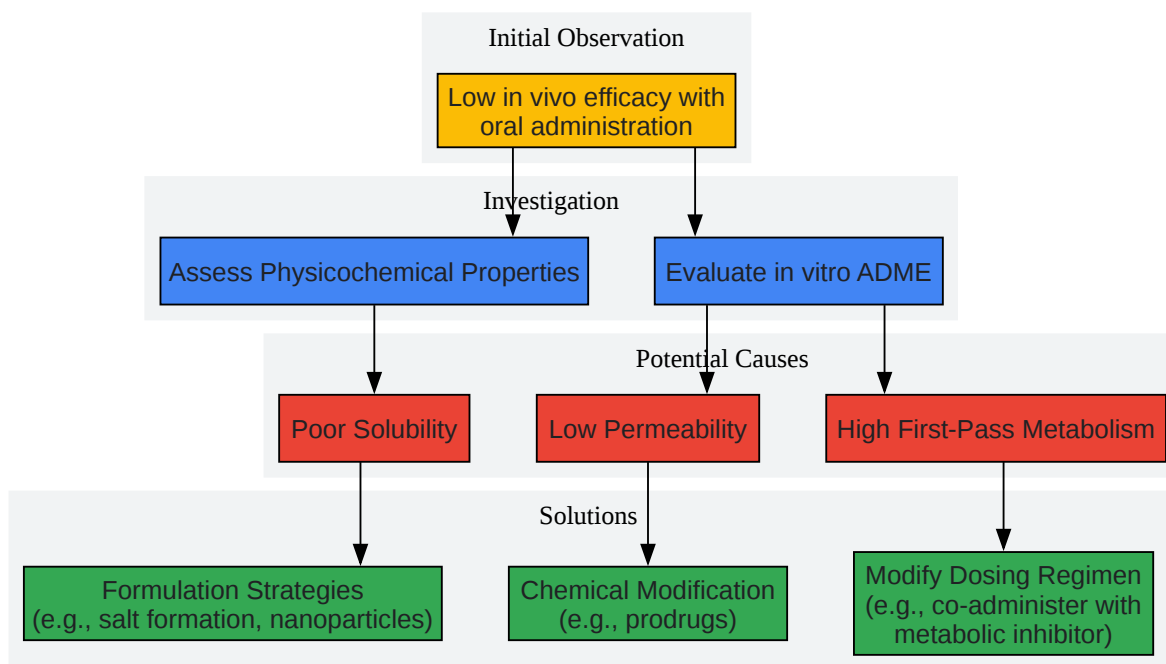 Initial Observation
Low in vivo efficacy with
oral administration
Investigation
Assess Physicochemical Properties
Evaluate in vitro ADME
Potential Causes
Poor Solubility
Low Permeability
High First-Pass Metabolism
Solutions
Formulation Strategies
(e.g., salt formation, nanoparticles)
Chemical Modification
(e.g., prodrugs)
Modify Dosing Regimen
(e.g., co-administer with
metabolic inhibitor)